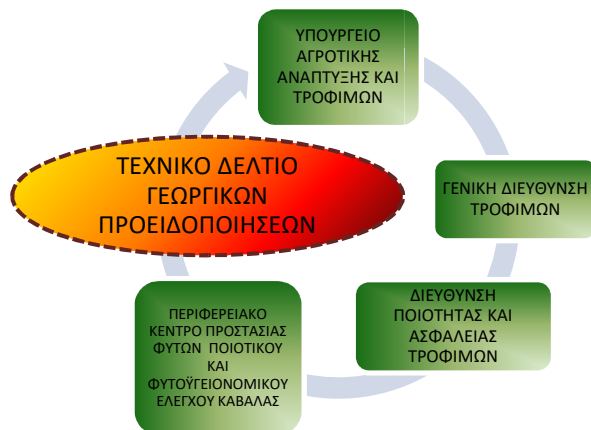 ΥΠΟΥΡΓΕΙΟ
ΑΓΡΟΤΙΚΗΣ
ΑΝΑΠΤΥΞΗΣ ΚΑΙ
ΤΡΟΦΙΜΩΝ
ΓΕΝΙΚΗ ΔΙΕΥΘΥΝΣΗ
ΤΡΟΦΙΜΩΝ
ΔΙΕΥΘΥΝΣΗ
ΠΟΙΟΤΗΤΑΣ ΚΑΙ
ΑΣΦΑΛΕΙΑΣ
ΤΡΟΦΙΜΩΝ
ΠΕΡΙΦΕΡΕΙΑΚΟ
ΚΕΝΤΡΟ ΠΡΟΣΤΑΣΙΑΣ
ΦΥΤΩΝ ΠΟΙΟΤΙΚΟΥ
ΚΑΙ
ΦΥΤΟΫΓΕΙΟΝΟΜΙΚΟΥ
ΕΛΕΓΧΟΥ ΚΑΒΑΛΑΣ
ΤΕΧΝΙΚΟ ΔΕΛΤΙΟ
ΓΕΩΡΓΙΚΩΝ
ΠΡΟΕΙΔΟΠΟΙΗΣΕΩΝ